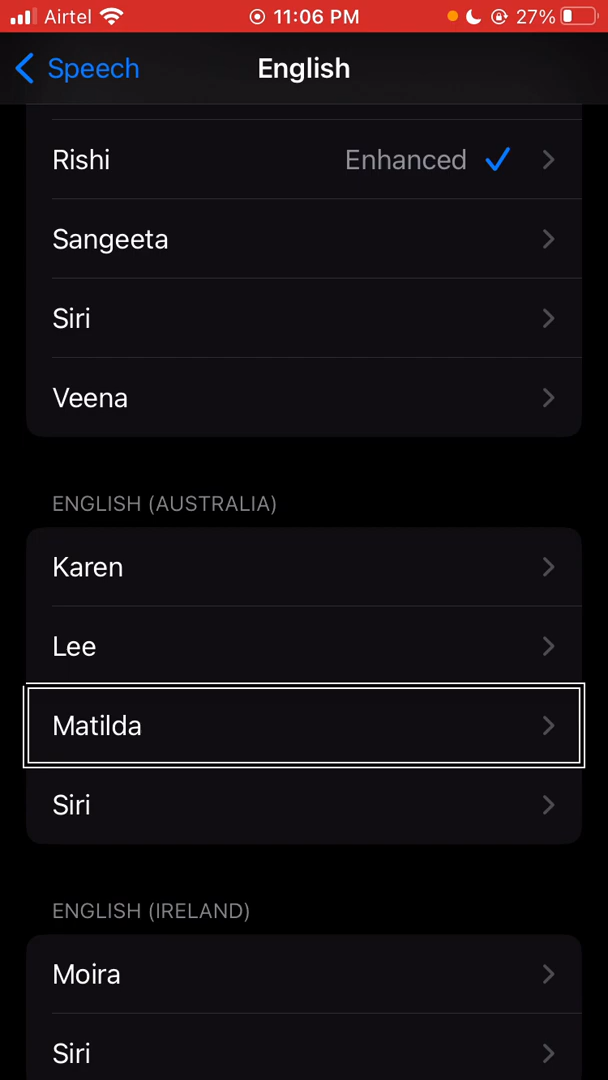 Airtel 11:06 PM 27%
Speech English
Rishi Enhanced
Sangeeta
Siri
Veena
ENGLISH (AUSTRALIA)
Karen
Lee
Matilda
Siri
ENGLISH (IRELAND)
Moira
Siri